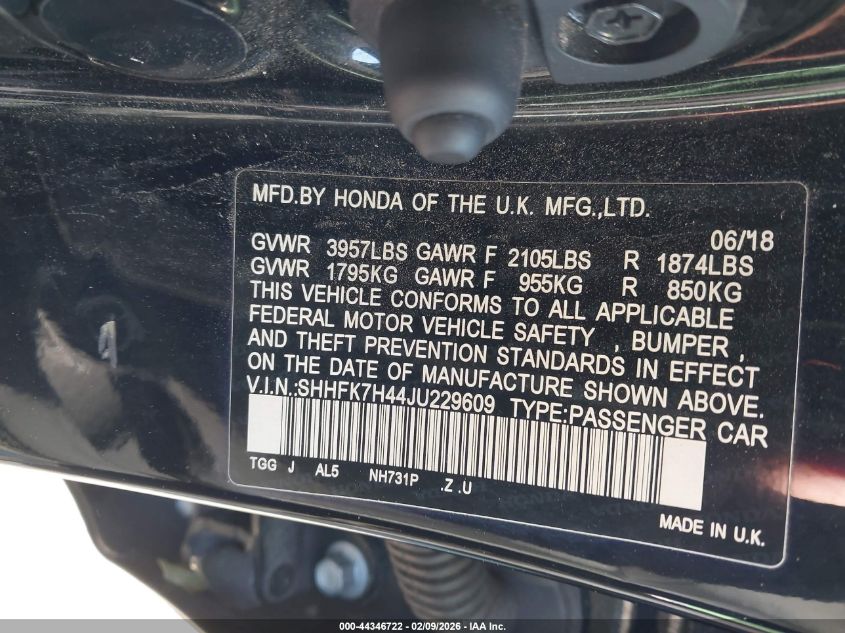 MFD.BY HONDA OF THE U.K. MFG.,LTD.
06/'18
GVWR 3957LBS GAWR F 2105LBS R 1874LBS
GVWR 1795KG GAWR F 955KG R 850KG
THIS VEHICLE CONFORMS TO ALL APPLICABLE
FEDERAL MOTOR VEHICLE SAFETY , BUMPER ,
AND THEFT PREVENTION STANDARDS IN EFFECT
ON THE DATE OF MANUFACTURE SHOWN ABOVE.
V.I.N.:SHHFK7H44JU229609 TYPE:PASSENGER CAR
TGG J AL5 NH731P .Z .U
MADE IN U.K.
000-44346722 - 02/09/2026 - IAA Inc.